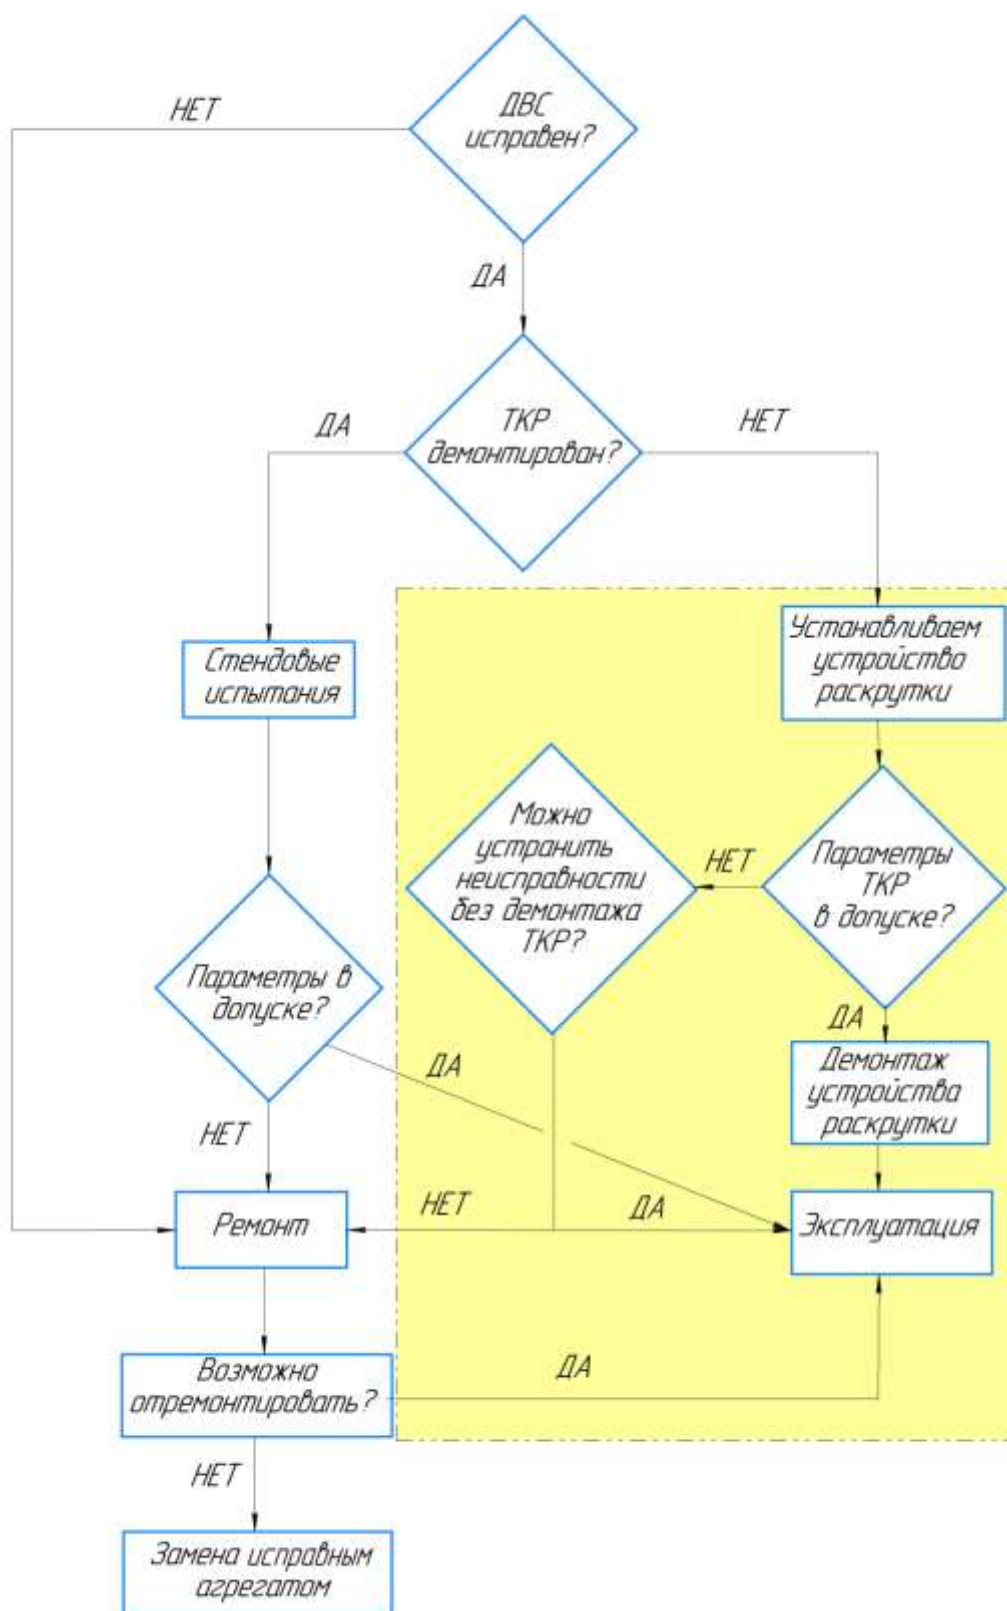 ДВС
исправен?
НЕТ
ДА
ТКР
демонтирован?
ДА
НЕТ
Стендовые
испытания
Устанавливаем
устройства
раскрутки
Можно
устранить
неисправности
без демонтажа
ТКР?
НЕТ
Параметры
ТКР
в допуске?
Параметры в
допуске?
ДА
ДА
Демонтаж
устройства
раскрутки
НЕТ
Ремонт
НЕТ
ДА
Эксплуатация
Возможно
отремонтировать?
ДА
НЕТ
Замена исправным
агрегатом